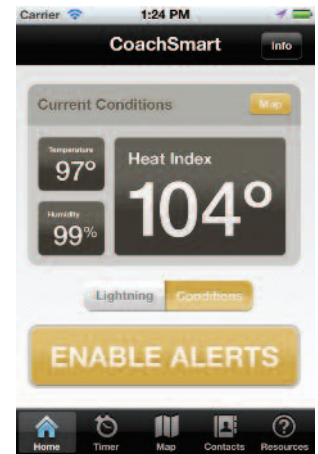 Carrier 1:24 PM
CoachSmart Info
Current Conditions Map
Temperature
97°
Humidity
99%
Heat Index
104°
Lightning Conditions
ENABLE ALERTS
Home Timer Map Contacts Resources